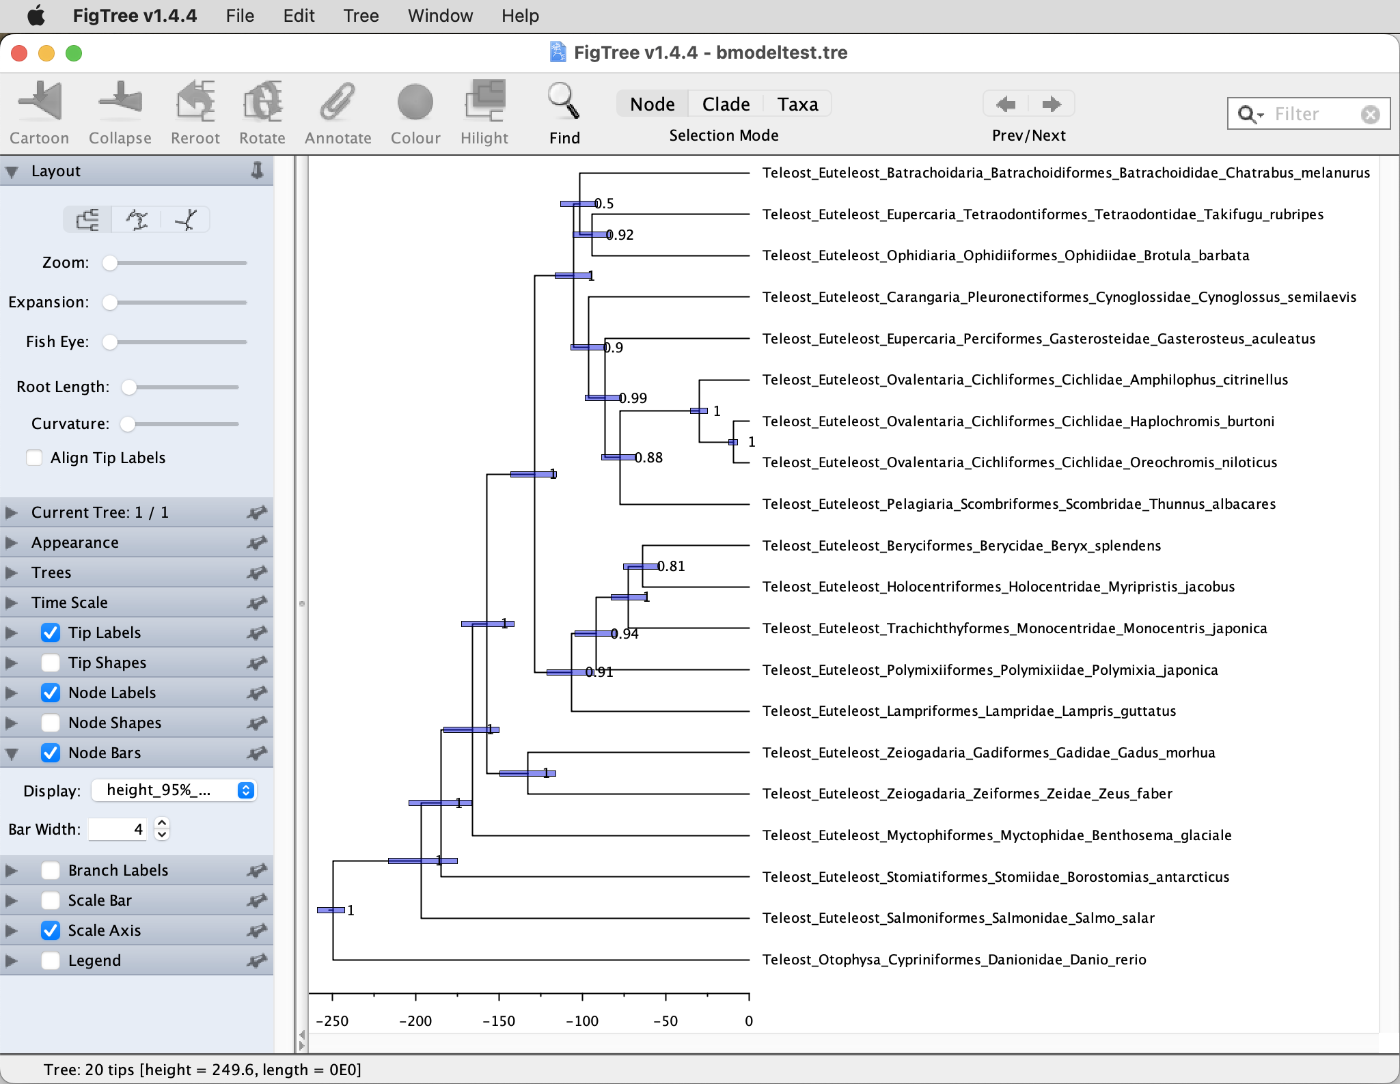 FigTree v1.4.4 File Edit Tree Window Help
FigTree v1.4.4 - bmodeltest.tre
Cartoon Collapse Reroot Rotate Annotate Colour Hilight Find
Node Clade Taxa
Selection Mode
Prev/Next
Filter
Layout
Zoom:
Expansion:
Fish Eye:
Root Length:
Curvature:
Align Tip Labels
Current Tree: 1 / 1
Appearance
Trees
Time Scale
Tip Labels
Tip Shapes
Node Labels
Node Shapes
Node Bars
Display: height_95%_...
Bar Width: 4
Branch Labels
Scale Bar
Scale Axis
Legend
Teleost_Euteleost_Batrachoidaria_Batrachoidiformes_Batrachoididae_Chatrabus_melanurus
0.5
Teleost_Euteleost_Eupercaria_Tetraodontiformes_Tetraodontidae_Takifugu_rubripes
0.92
Teleost_Euteleost_Ophidiaria_Ophidiiformes_Ophidiidae_Brotula_barbata
1
Teleost_Euteleost_Carangaria_Pleuronectiformes_Cynoglossidae_Cynoglossus_semilaevis
Teleost_Euteleost_Eupercaria_Perciformes_Gasterosteidae_Gasterosteus_aculeatus
0.9
Teleost_Euteleost_Ovalentaria_Cichliformes_Cichlidae_Amphilophus_citrinellus
0.99
1
Teleost_Euteleost_Ovalentaria_Cichliformes_Cichlidae_Haplochromis_burtoni
1
0.88
Teleost_Euteleost_Ovalentaria_Cichliformes_Cichlidae_Oreochromis_niloticus
1
Teleost_Euteleost_Pelagiaria_Scombriformes_Scombridae_Thunnus_albacares
Teleost_Euteleost_Beryciformes_Berycidae_Beryx_splendens
0.81
Teleost_Euteleost_Holocentriformes_Holocentridae_Myripristis_jacobus
1
1
Teleost_Euteleost_Trachichthyformes_Monocentridae_Monocentris_japonica
0.94
Teleost_Euteleost_Polymixiiformes_Polymixiidae_Polymixia_japonica
0.91
Teleost_Euteleost_Lampriformes_Lampridae_Lampris_guttatus
1
Teleost_Euteleost_Zeiogadaria_Gadiformes_Gadidae_Gadus_morhua
1
Teleost_Euteleost_Zeiogadaria_Zeiformes_Zeidae_Zeus_faber
1
Teleost_Euteleost_Myctophiformes_Myctophidae_Benthosema_glaciale
1
Teleost_Euteleost_Stomiatiformes_Stomiidae_Borostomias_antarcticus
1
Teleost_Euteleost_Salmoniformes_Salmonidae_Salmo_salar
Teleost_Otophysa_Cypriniformes_Danionidae_Danio_rerio
-250 -200 -150 -100 -50 0
Tree: 20 tips [height = 249.6, length = 0E0]